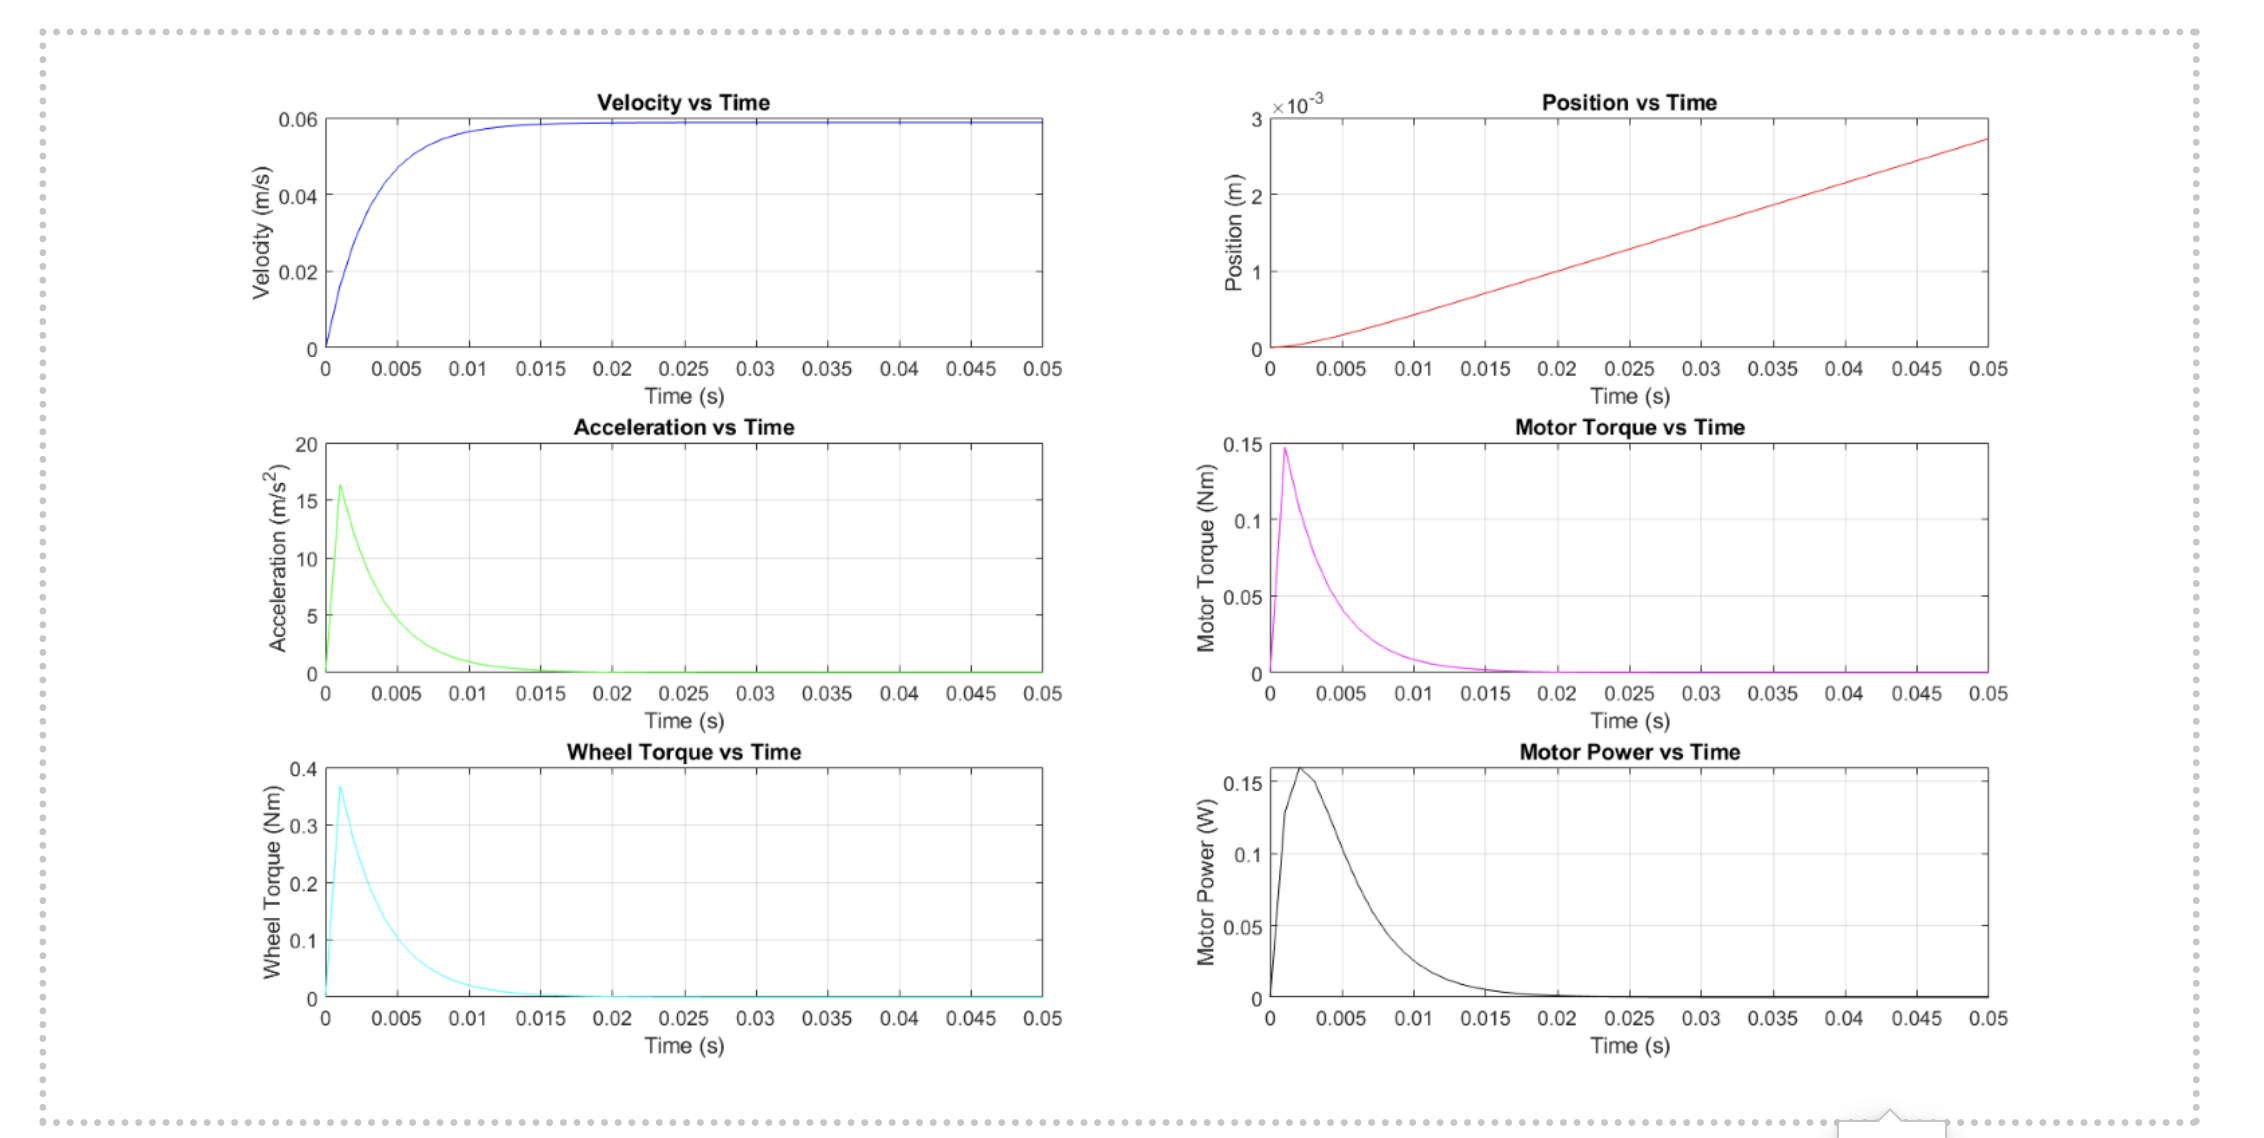 Velocity vs Time
0.06
0.04
0.02
0
Velocity (m/s)
0 0.005 0.01 0.015 0.02 0.025 0.03 0.035 0.04 0.045 0.05
Time (s)
Position vs Time
×10-3
3
2
1
0
Position (m)
0 0.005 0.01 0.015 0.02 0.025 0.03 0.035 0.04 0.045 0.05
Time (s)
Acceleration vs Time
20
15
10
5
0
Acceleration (m/s2)
0 0.005 0.01 0.015 0.02 0.025 0.03 0.035 0.04 0.045 0.05
Time (s)
Motor Torque vs Time
0.15
0.1
0.05
0
Motor Torque (Nm)
0 0.005 0.01 0.015 0.02 0.025 0.03 0.035 0.04 0.045 0.05
Time (s)
Wheel Torque vs Time
0.4
0.3
0.2
0.1
0
Wheel Torque (Nm)
0 0.005 0.01 0.015 0.02 0.025 0.03 0.035 0.04 0.045 0.05
Time (s)
Motor Power vs Time
0.15
0.1
0.05
0
Motor Power (W)
0 0.005 0.01 0.015 0.02 0.025 0.03 0.035 0.04 0.045 0.05
Time (s)